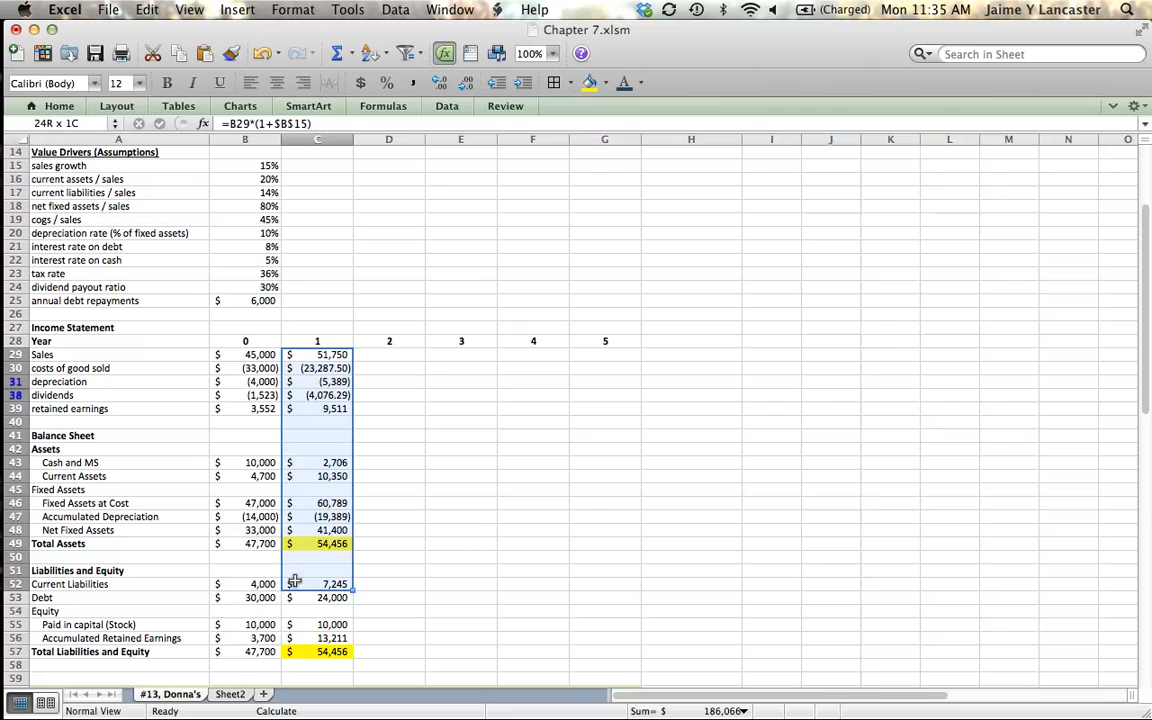 Excel File Edit View Insert Format Tools Data Window Help (Charged) Mon 11:35 AM Jaime Y Lancaster
Chapter 7.xlsm
100% Search in Sheet
Calibri (Body) 12 B I U
Home Layout Tables Charts SmartArt Formulas Data Review
24R x 1C fx =B29*(1+$B$15)
A B C D E F G H I J K L M N O
14 Value Drivers (Assumptions)
15 sales growth 15%
16 current assets / sales 20%
17 current liabilities / sales 14%
18 net fixed assets / sales 80%
19 cogs / sales 45%
20 depreciation rate (% of fixed assets) 10%
21 interest rate on debt 8%
22 interest rate on cash 5%
23 tax rate 36%
24 dividend payout ratio 30%
25 annual debt repayments $ 6,000
26
27 Income Statement
28 Year 0 1 2 3 4 5
29 Sales $ 45,000 $ 51,750
30 costs of good sold $ (33,000) $ (23,287.50)
31 depreciation $ (4,000) $ (5,389)
38 dividends $ (1,523) $ (4,076.29)
39 retained earnings $ 3,552 $ 9,511
40
41 Balance Sheet
42 Assets
43 Cash and MS $ 10,000 $ 2,706
44 Current Assets $ 4,700 $ 10,350
45 Fixed Assets
46 Fixed Assets at Cost $ 47,000 $ 60,789
47 Accumulated Depreciation $ (14,000) $ (19,389)
48 Net Fixed Assets $ 33,000 $ 41,400
49 Total Assets $ 47,700 $ 54,456
50
51 Liabilities and Equity
52 Current Liabilities $ 4,000 $ 7,245
53 Debt $ 30,000 $ 24,000
54 Equity
55 Paid in capital (Stock) $ 10,000 $ 10,000
56 Accumulated Retained Earnings $ 3,700 $ 13,211
57 Total Liabilities and Equity $ 47,700 $ 54,456
58
59
#13, Donna's Sheet2
Normal View Ready Calculate Sum= $ 186,066